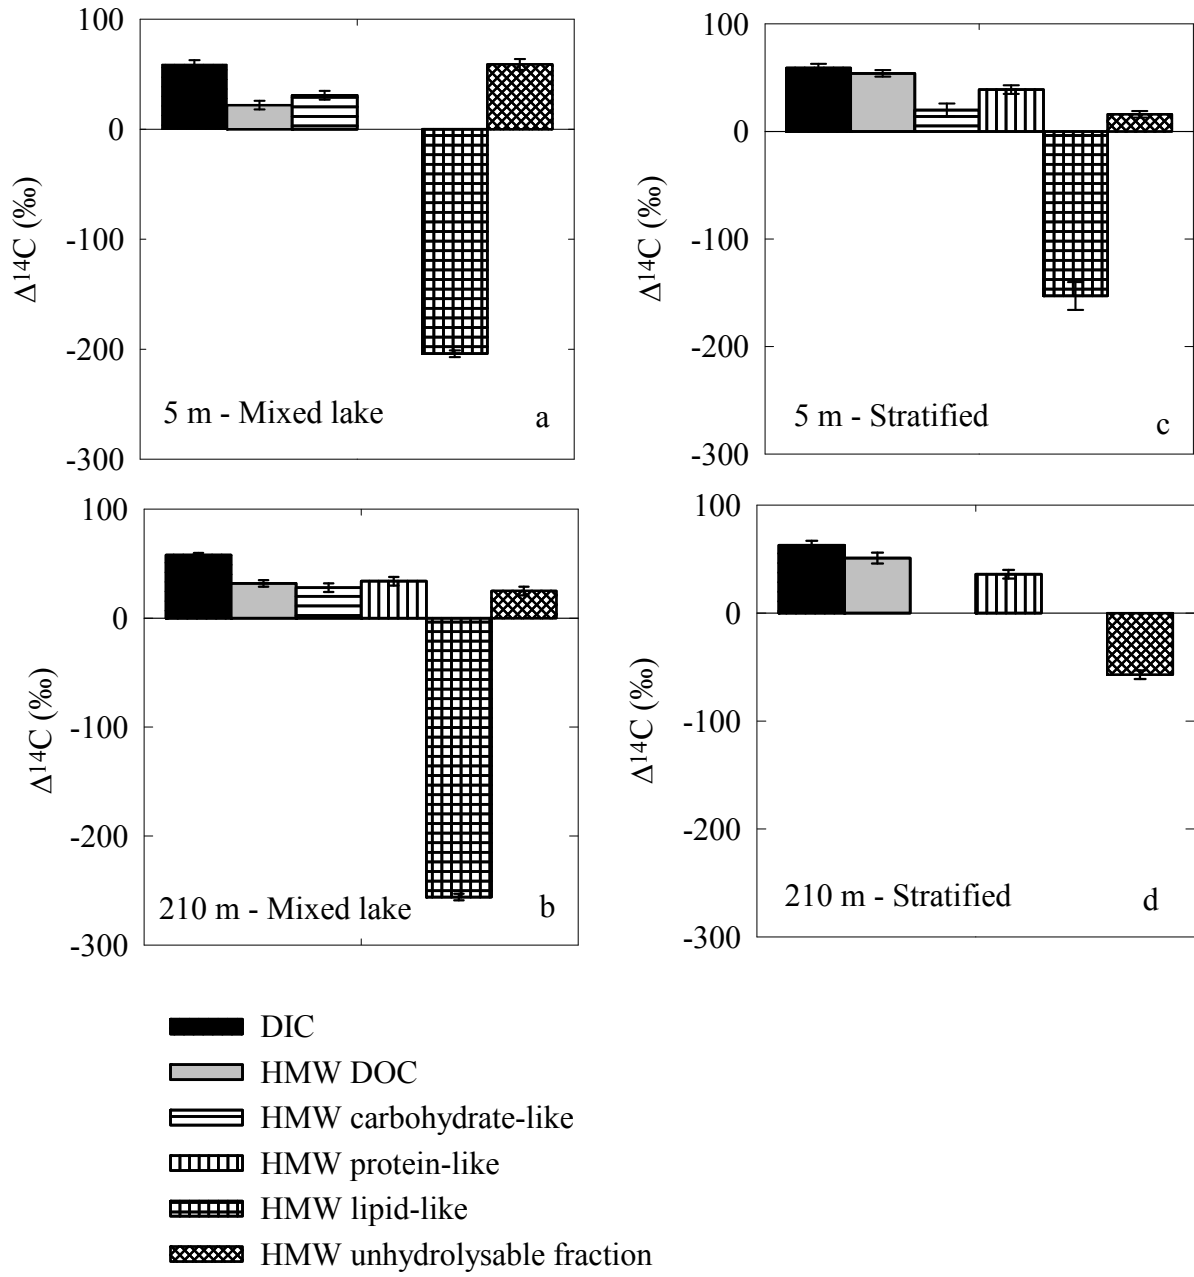 100
0
-100
-200
-300
Δ¹⁴C (‰)
5 m - Mixed lake
a
100
0
-100
-200
-300
Δ¹⁴C (‰)
5 m - Stratified
c
100
0
-100
-200
-300
Δ¹⁴C (‰)
210 m - Mixed lake
b
100
0
-100
-200
-300
Δ¹⁴C (‰)
210 m - Stratified
d
DIC
HMW DOC
HMW carbohydrate-like
HMW protein-like
HMW lipid-like
HMW unhydrolysable fraction